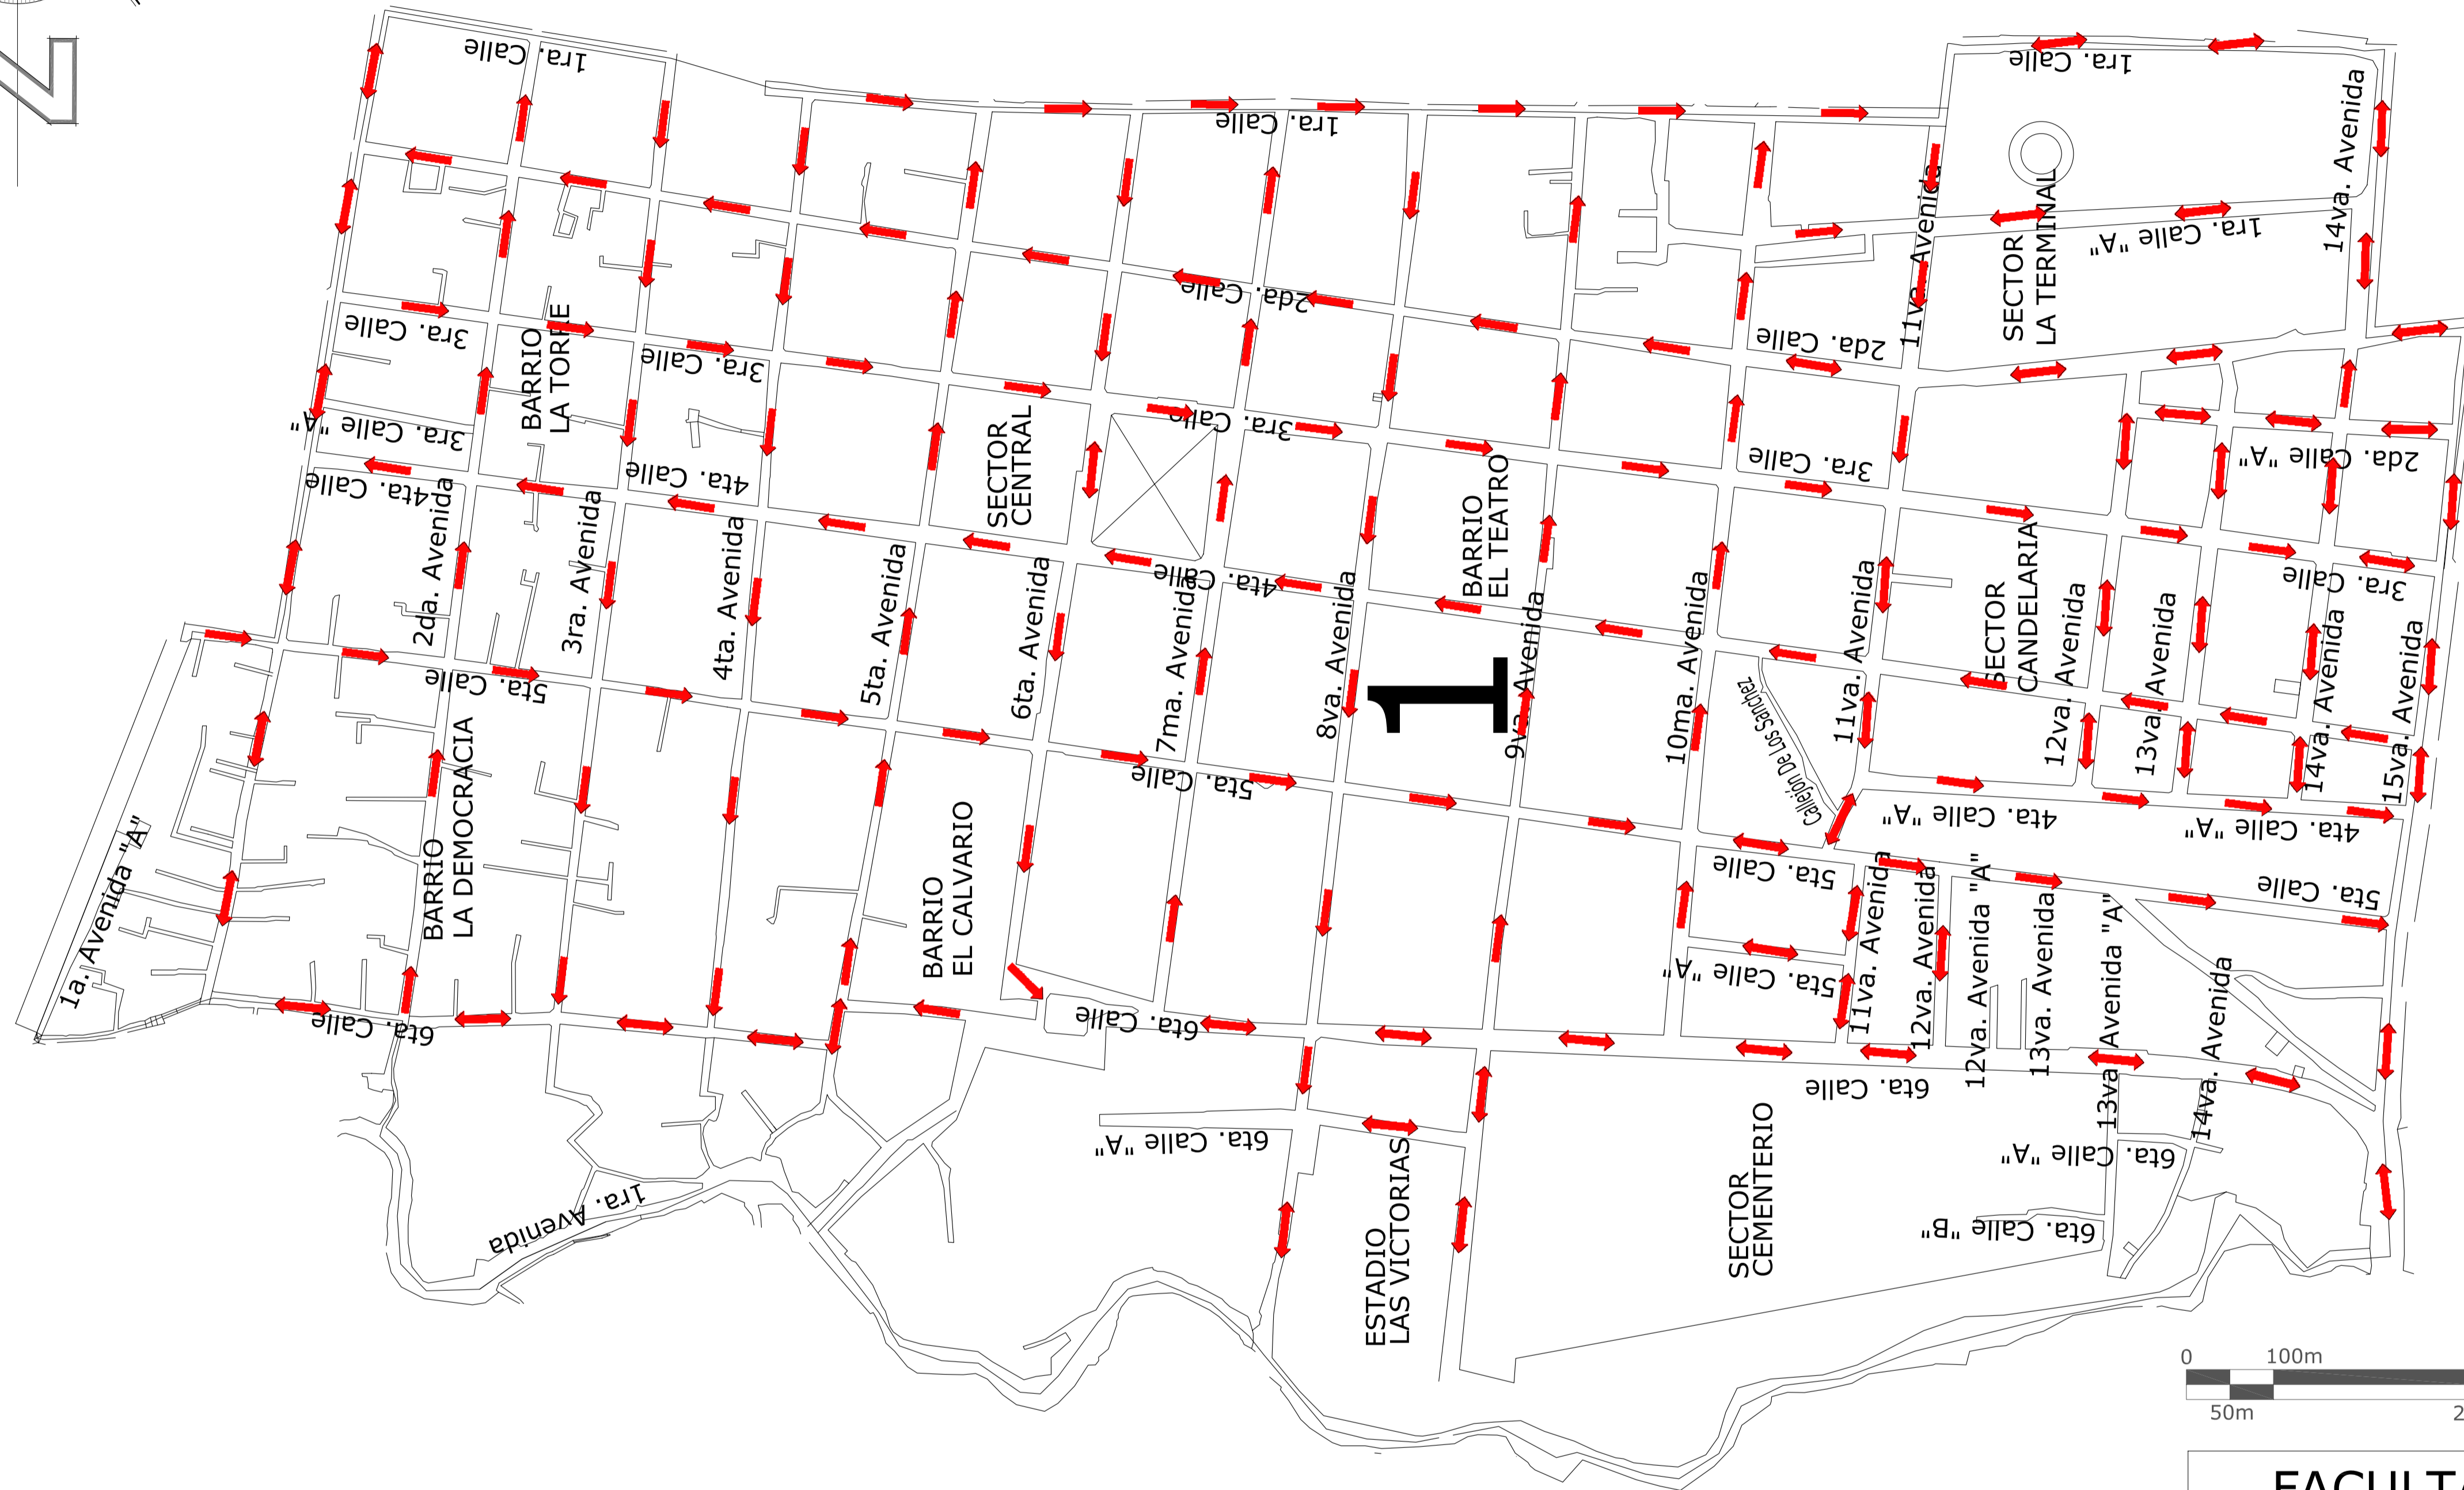 1ra. Calle
1ra. Calle
1ra. Calle
1ra. Calle "A"
14va. Avenida
11va. Avenida
SECTOR
LA TERMINAL
2da. Calle
2da. Calle
3ra. Calle
BARRIO
LA TORRE
3ra. Calle
3ra. Calle
3ra. Calle
2da. Calle "A"
3ra. Calle "A"
4ta. Calle
4ta. Calle
SECTOR
CENTRAL
BARRIO
EL TEATRO
4ta. Calle
3ra. Calle
SECTOR
CANDELARIA
2da. Avenida
3ra. Avenida
4ta. Avenida
5ta. Avenida
6ta. Avenida
7ma. Avenida
8va. Avenida
1
9va. Avenida
10ma. Avenida
Callejón De Los Sanchez
11va. Avenida
12va. Avenida
13va. Avenida
14va. Avenida
15va. Avenida
5ta. Calle
5ta. Calle
4ta. Calle "A"
4ta. Calle "A"
1a. Avenida "A"
BARRIO
LA DEMOCRACIA
BARRIO
EL CALVARIO
5ta. Calle
5ta. Calle
5ta. Calle "A"
11va. Avenida
12va. Avenida
12va. Avenida "A"
13va. Avenida
13va. Avenida "A"
14va. Avenida
6ta. Calle
6ta. Calle
6ta. Calle
6ta. Calle "A"
6ta. Calle "A"
6ta. Calle "B"
1ra. Avenida
ESTADIO
LAS VICTORIAS
SECTOR
CEMENTERIO
0 100m
50m